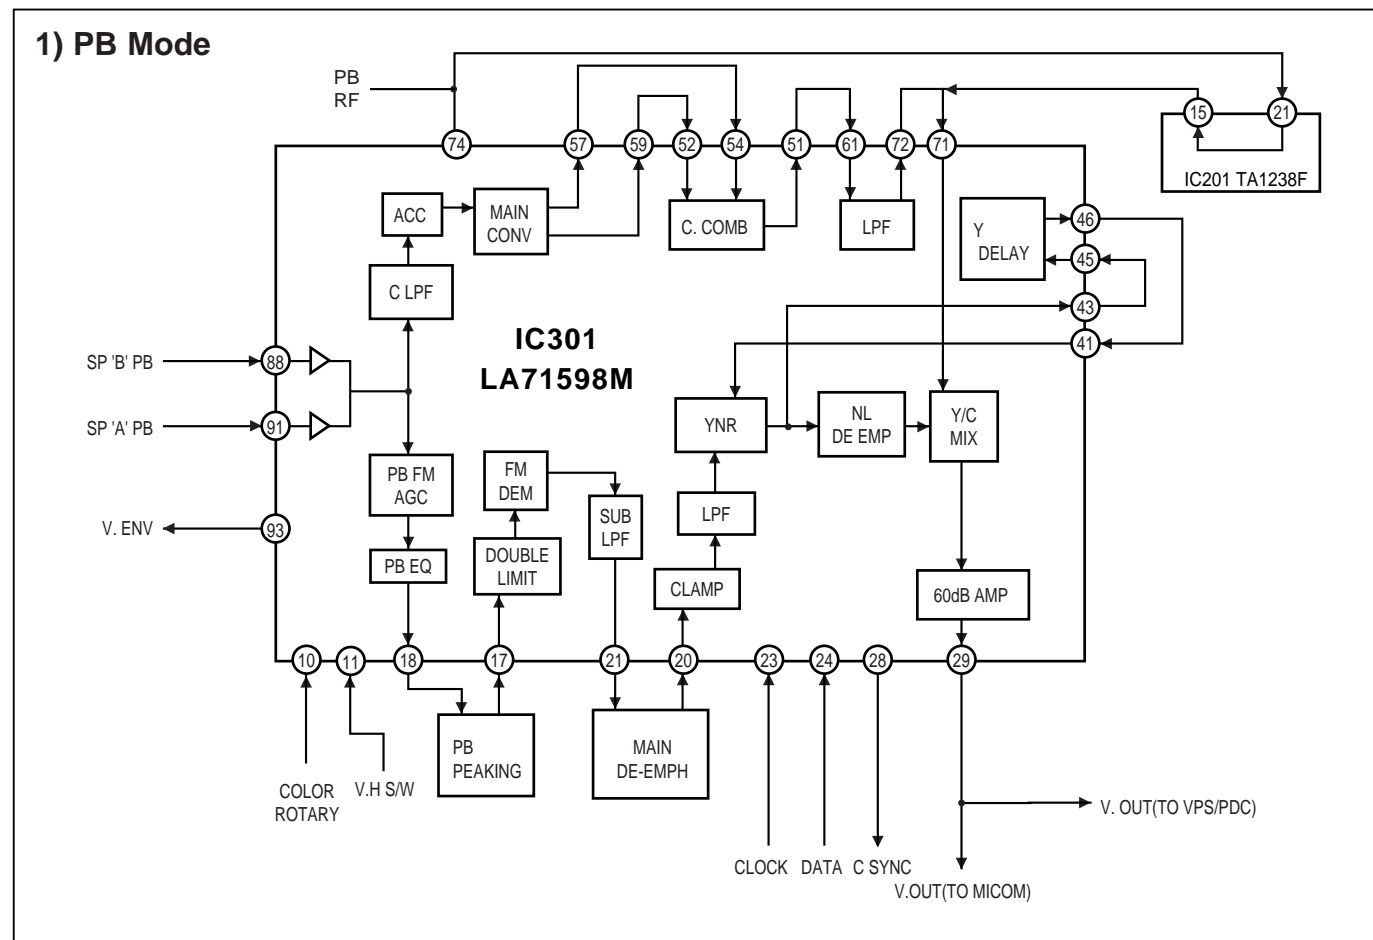 1) PB Mode
PB
RF
74
57
59
52
54
51
61
72
71
15
21
IC201 TA1238F
ACC
MAIN
CONV
C. COMB
LPF
Y
DELAY
46
45
43
41
C LPF
IC301
LA71598M
SP 'B' PB
88
SP 'A' PB
91
YNR
NL
DE EMP
Y/C
MIX
PB FM
AGC
FM
DEM
SUB
LPF
LPF
V. ENV
93
PB EQ
DOUBLE
LIMIT
CLAMP
60dB AMP
10
11
18
17
21
20
23
24
28
29
PB
PEAKING
MAIN
DE-EMPH
COLOR
ROTARY
V.H S/W
V. OUT(TO VPS/PDC)
CLOCK
DATA
C SYNC
V.OUT(TO MICOM)